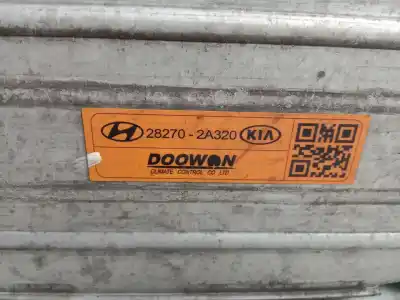 28270 - 2A320 KIA
DOOWON
CLIMATE CONTROL CO LTD